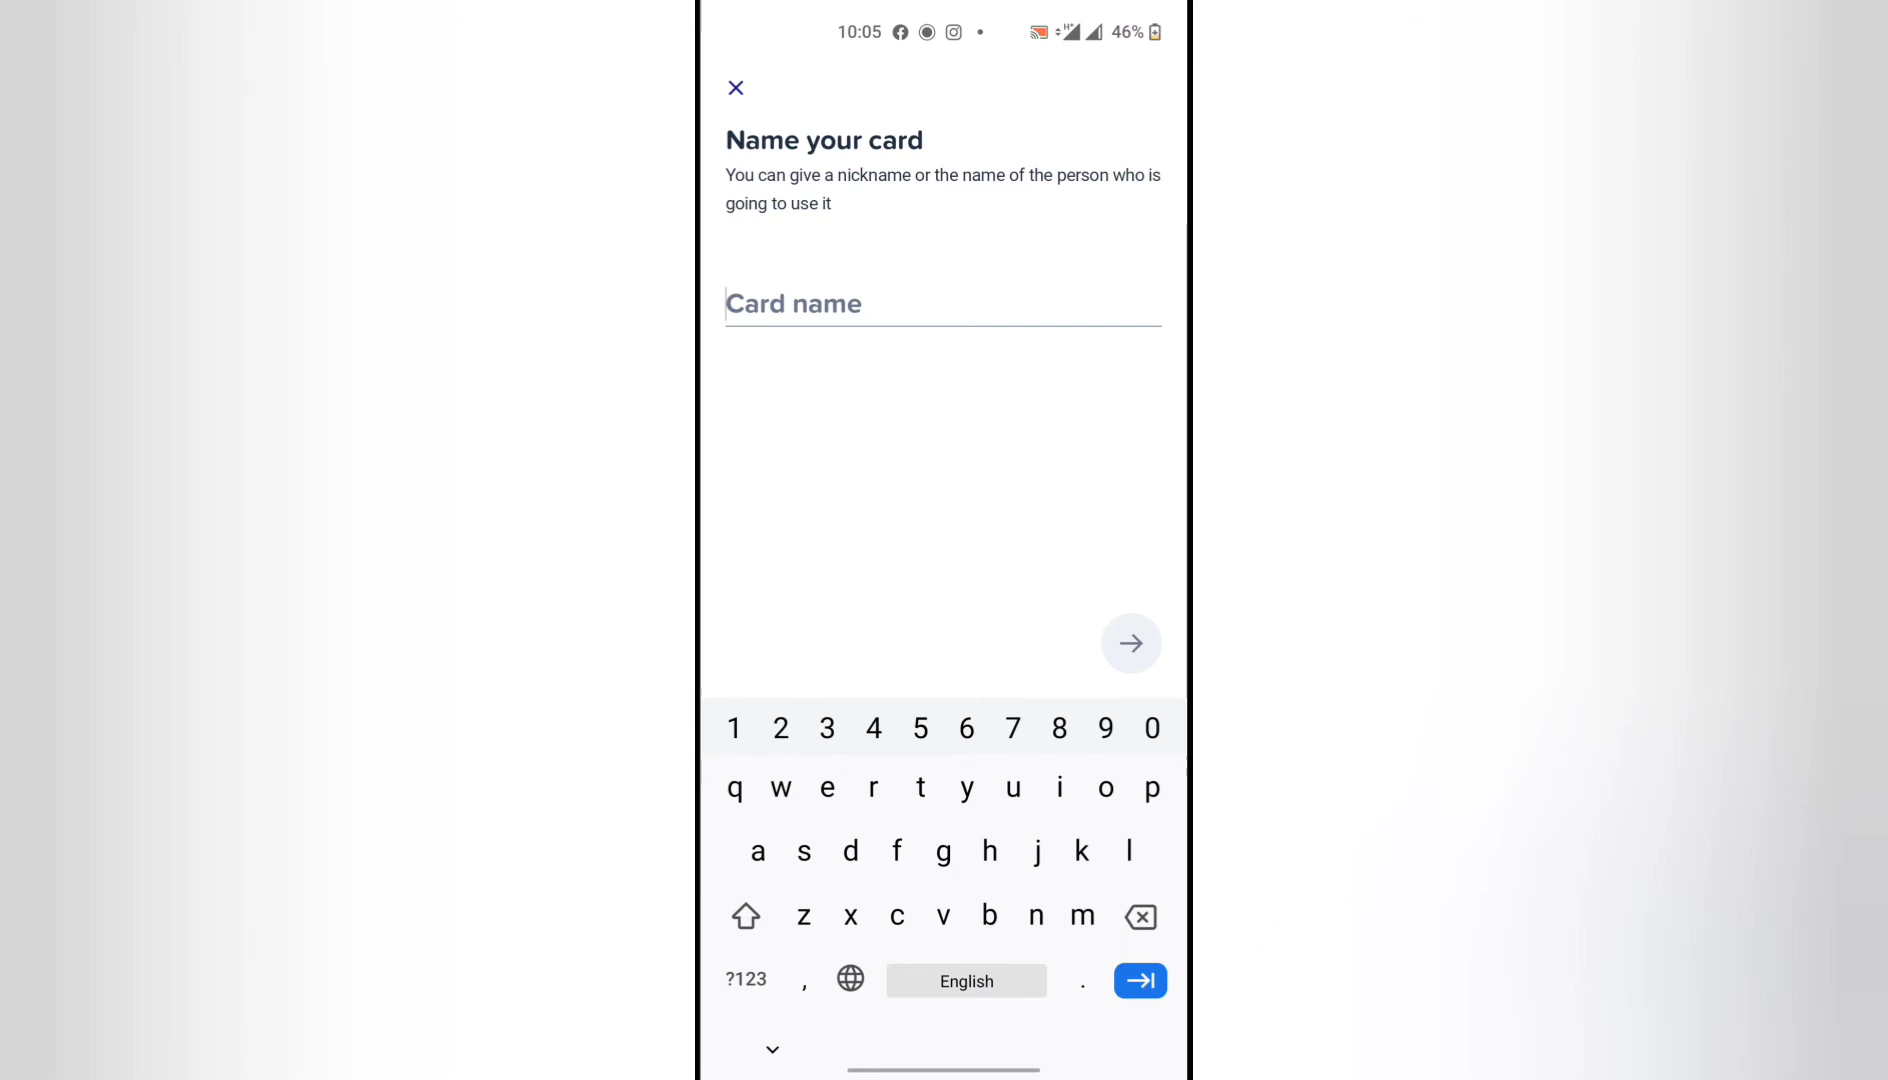 10:05 46%
Name your card
You can give a nickname or the name of the person who is
going to use it
Card name
1 2 3 4 5 6 7 8 9 0
q w e r t y u i o p
a s d f g h j k l
z x c v b n m
?123 , English .